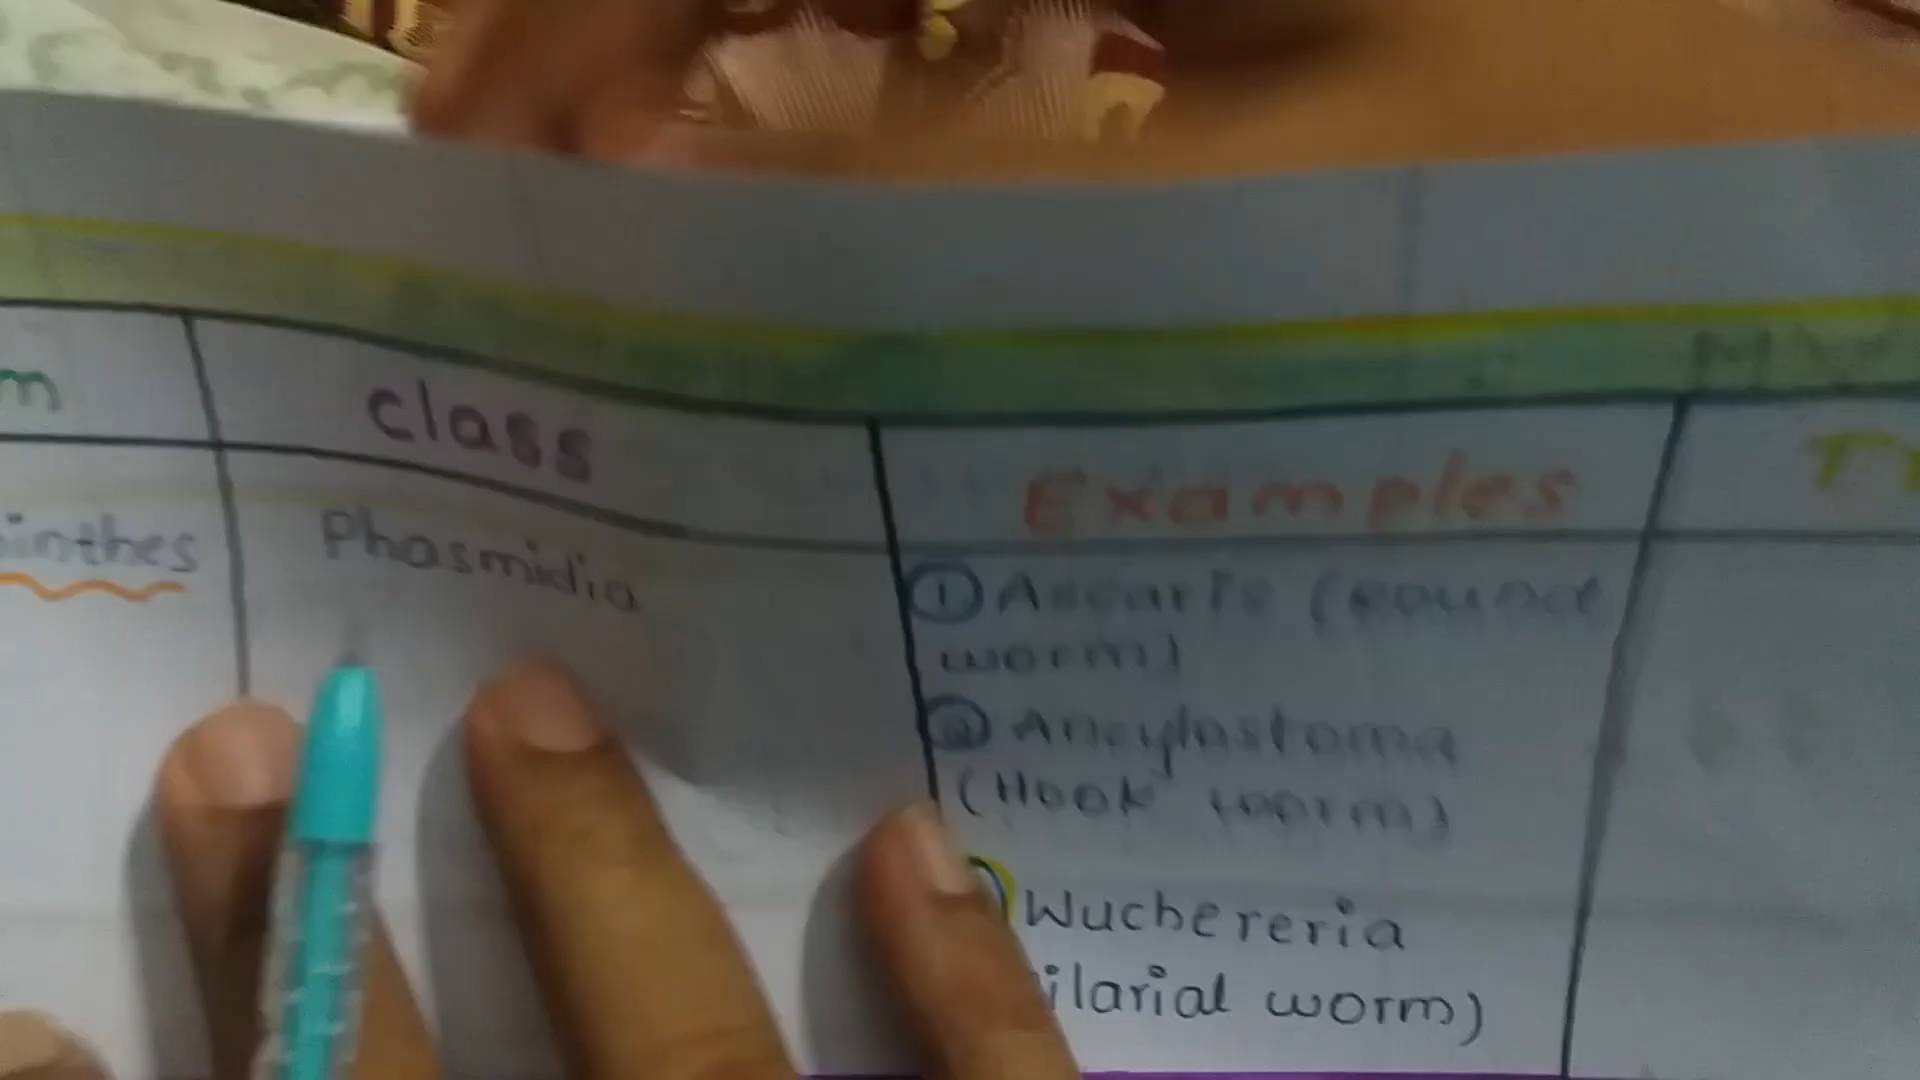 class
Examples
inthes
Phasmidia
① Ascaris (Round
worm)
② Ancylostoma
(Hook worm)
Wuchereria
ilarial worm)